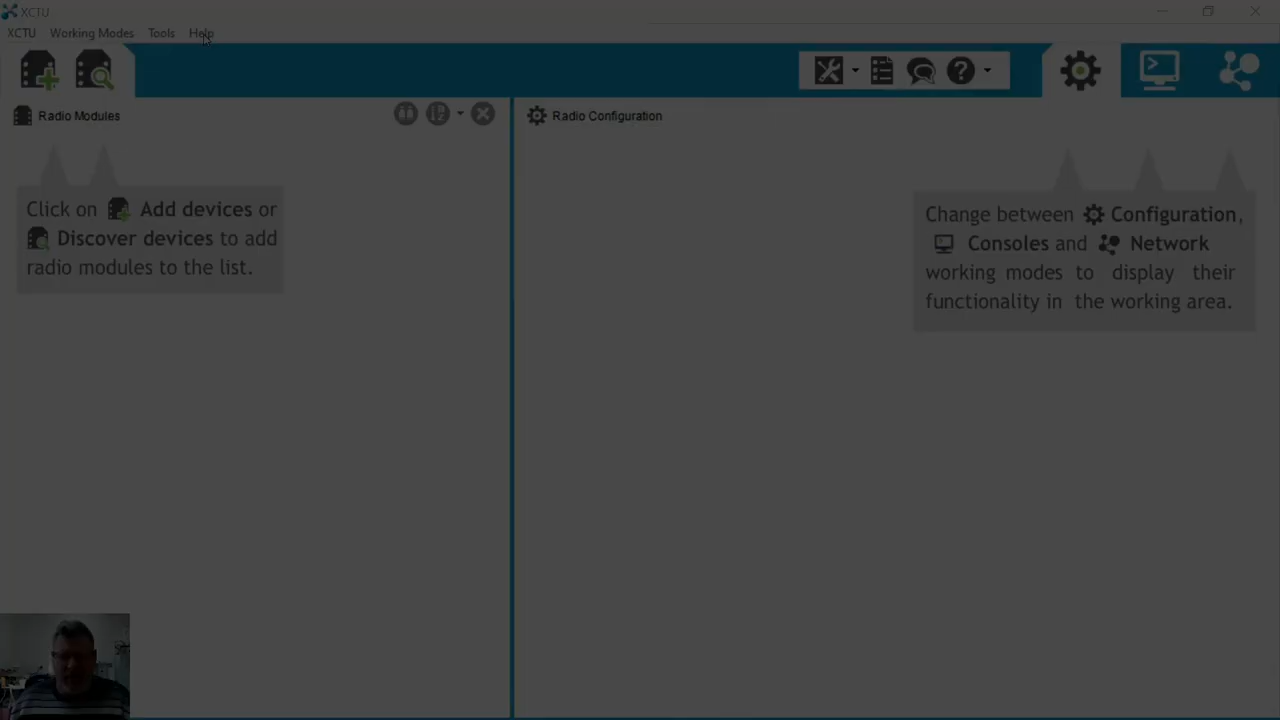 XCTU
XCTU Working Modes Tools Help
Radio Modules
Radio Configuration
Click on Add devices or
Discover devices to add
radio modules to the list.
Change between Configuration,
Consoles and Network
working modes to display their
functionality in the working area.